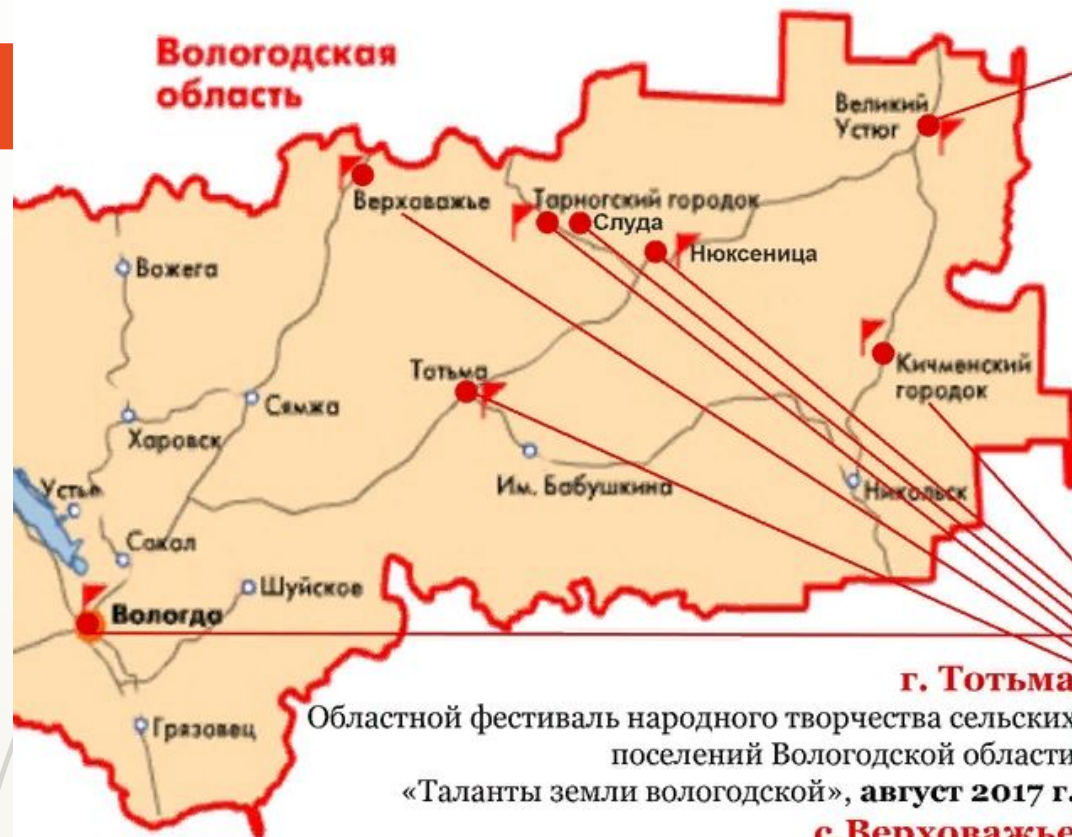 Вологодская
область
Великий
Устюг
Верховажье
Тарногский городок
Слуда
Нюксеница
Вожега
Кичменский
городок
Тотьма
Сямжа
Харовск
Устье
Им. Бабушкина
Никольск
Сокол
Шуйское
Вологда
Грязовец
г. Тотьма
Областной фестиваль народного творчества сельских
поселений Вологодской области
«Таланты земли вологодской», август 2017 г.
с Верховажье